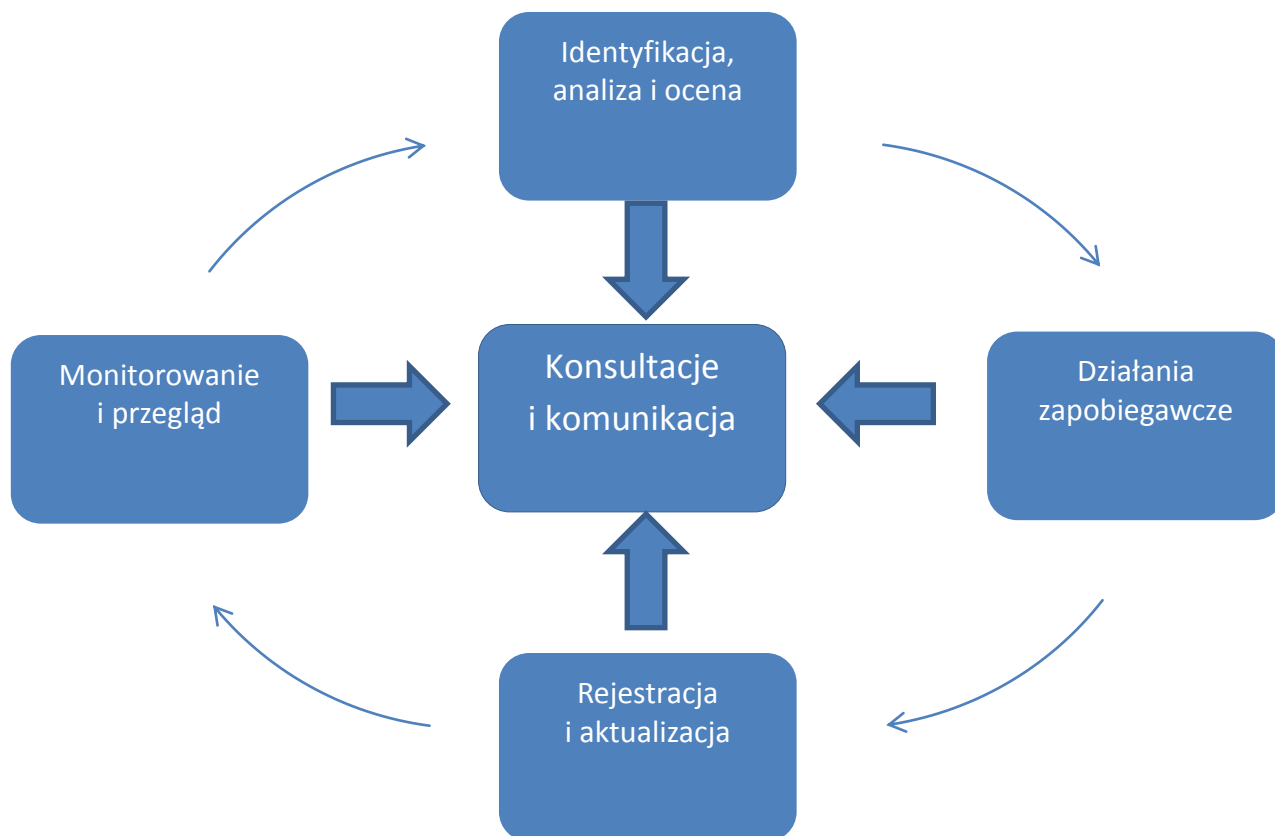 Identyfikacja,
analiza i ocena
Monitorowanie
i przegląd
Konsultacje
i komunikacja
Działania
zapobiegawcze
Rejestracja
i aktualizacja